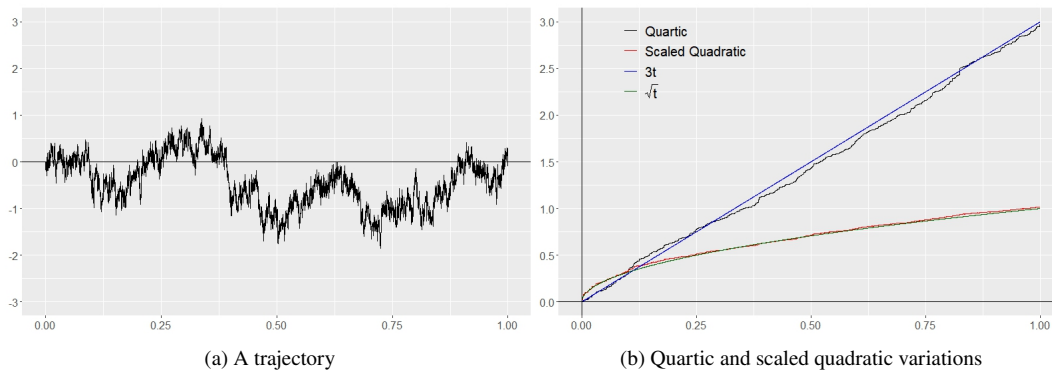 3
2
1
0
-1
-2
-3
0.00 0.25 0.50 0.75 1.00
(a) A trajectory
3.0
2.5
2.0
1.5
1.0
0.5
0.0
Quartic
Scaled Quadratic
3t
√t
0.00 0.25 0.50 0.75 1.00
(b) Quartic and scaled quadratic variations